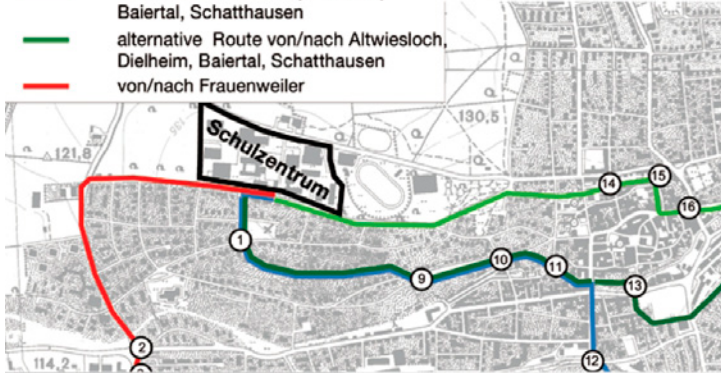 Baiertal, Schatthausen
alternative Route von/nach Altwiesloch,
Dielheim, Baiertal, Schatthausen
von/nach Frauenweiler
Schulzentrum
130,5
121,8
114,2
1
2
9
10
11
12
13
14
15
16